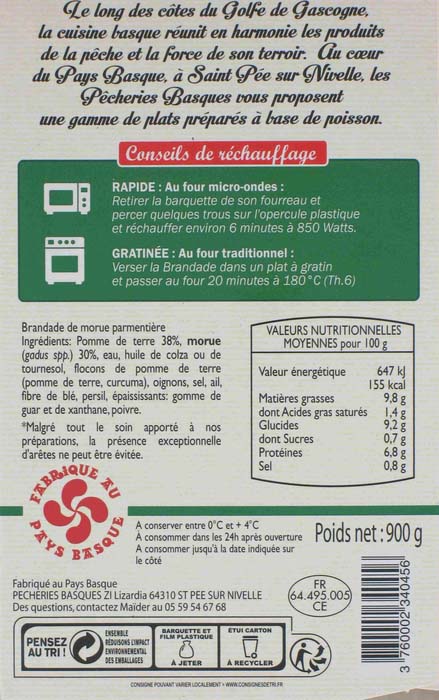 Le long des côtes du Golfe de Gascogne,
la cuisine basque réunit en harmonie les produits
de la pêche et la force de son terroir. Au cœur
du Pays Basque, à Saint Pée sur Nivelle, les
Pêcheries Basques vous proposent
une gamme de plats préparés à base de poisson.
Conseils de réchauffage
RAPIDE : Au four micro-ondes :
Retirer la barquette de son fourreau et
percer quelques trous sur l'opercule plastique
et réchauffer environ 6 minutes à 850 Watts.
GRATINÉE : Au four traditionnel :
Verser la Brandade dans un plat à gratin
et passer au four 20 minutes à 180°C (Th.6)
Brandade de morue parmentière
Ingrédients: Pomme de terre 38%, morue
(gadus spp.) 30%, eau, huile de colza ou de
tournesol, flocons de pomme de terre
(pomme de terre, curcuma), oignons, sel, ail,
fibre de blé, persil, épaississants: gomme de
guar et de xanthane, poivre.
*Malgré tout le soin apporté à nos
préparations, la présence exceptionnelle
d'arêtes ne peut être évitée.
VALEURS NUTRITIONNELLES
MOYENNES pour 100 g
Valeur énergétique 647 kJ
155 kcal
Matières grasses 9,8 g
dont Acides gras saturés 1,4 g
Glucides 9,2 g
dont Sucres 0,7 g
Protéines 6,8 g
Sel 0,8 g
FABRIQUÉ AU
PAYS BASQUE
A conserver entre 0°C et + 4°C
À consommer dans les 24h après ouverture
A consommer jusqu'à la date indiquée sur
le côté
Poids net : 900 g
Fabriqué au Pays Basque
PECHERIES BASQUES ZI Lizardia 64310 ST PEE SUR NIVELLE
Des questions, contactez Maïder au 05 59 54 67 68
FR
64.495.005
CE
3 760002 340456
PENSEZ
AU TRI !
ENSEMBLE
RÉDUISONS L'IMPACT
ENVIRONNEMENTAL
DES EMBALLAGES
BARQUETTE ET
FILM PLASTIQUE
À JETER
ÉTUI CARTON
À RECYCLER
CONSIGNE POUVANT VARIER LOCALEMENT > WWW.CONSIGNESDETRI.FR